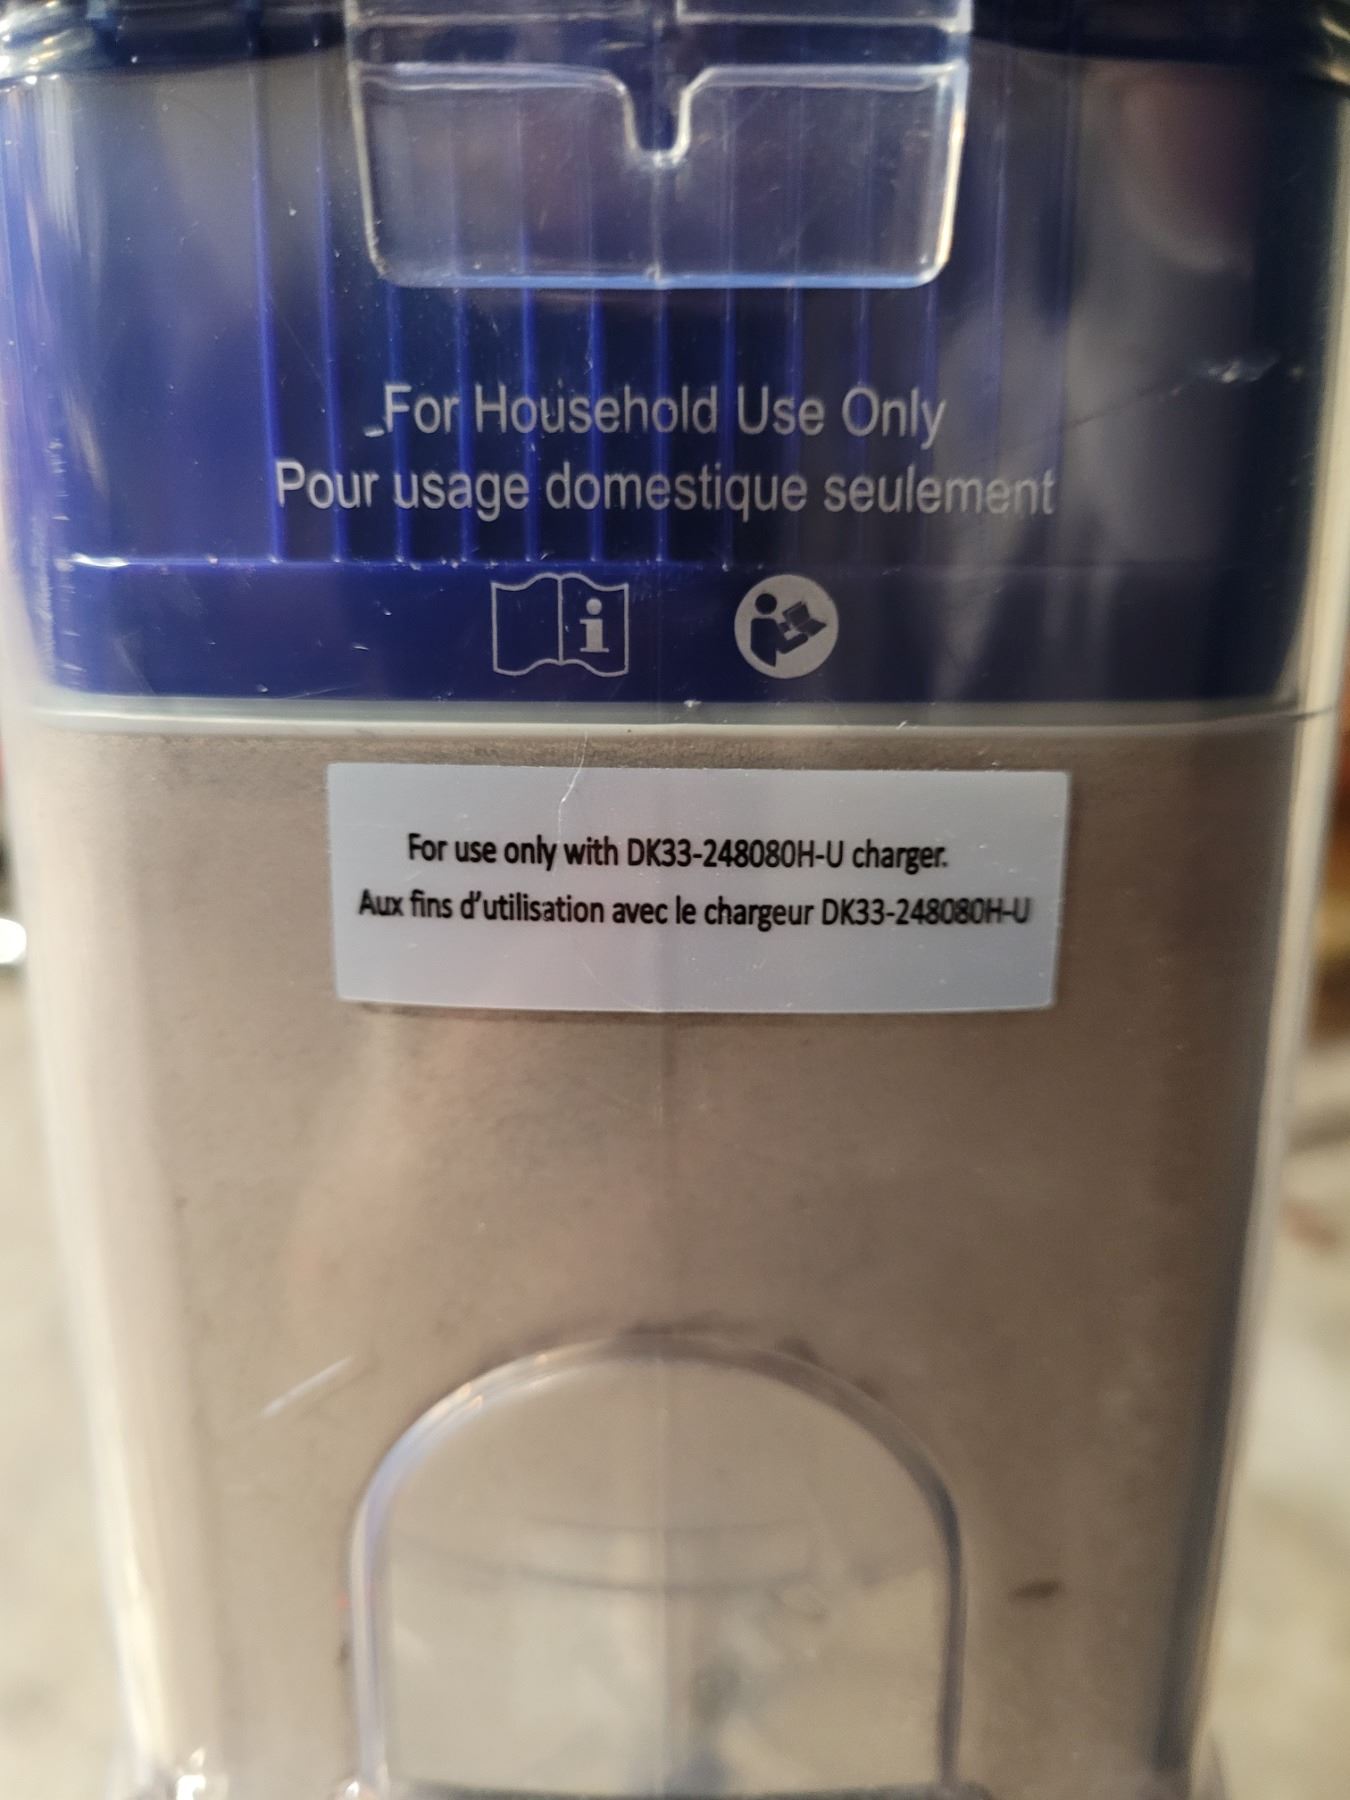 For Household Use Only
Pour usage domestique seulement
i
For use only with DK33-248080H-U charger.
Aux fins d'utilisation avec le chargeur DK33-248080H-U